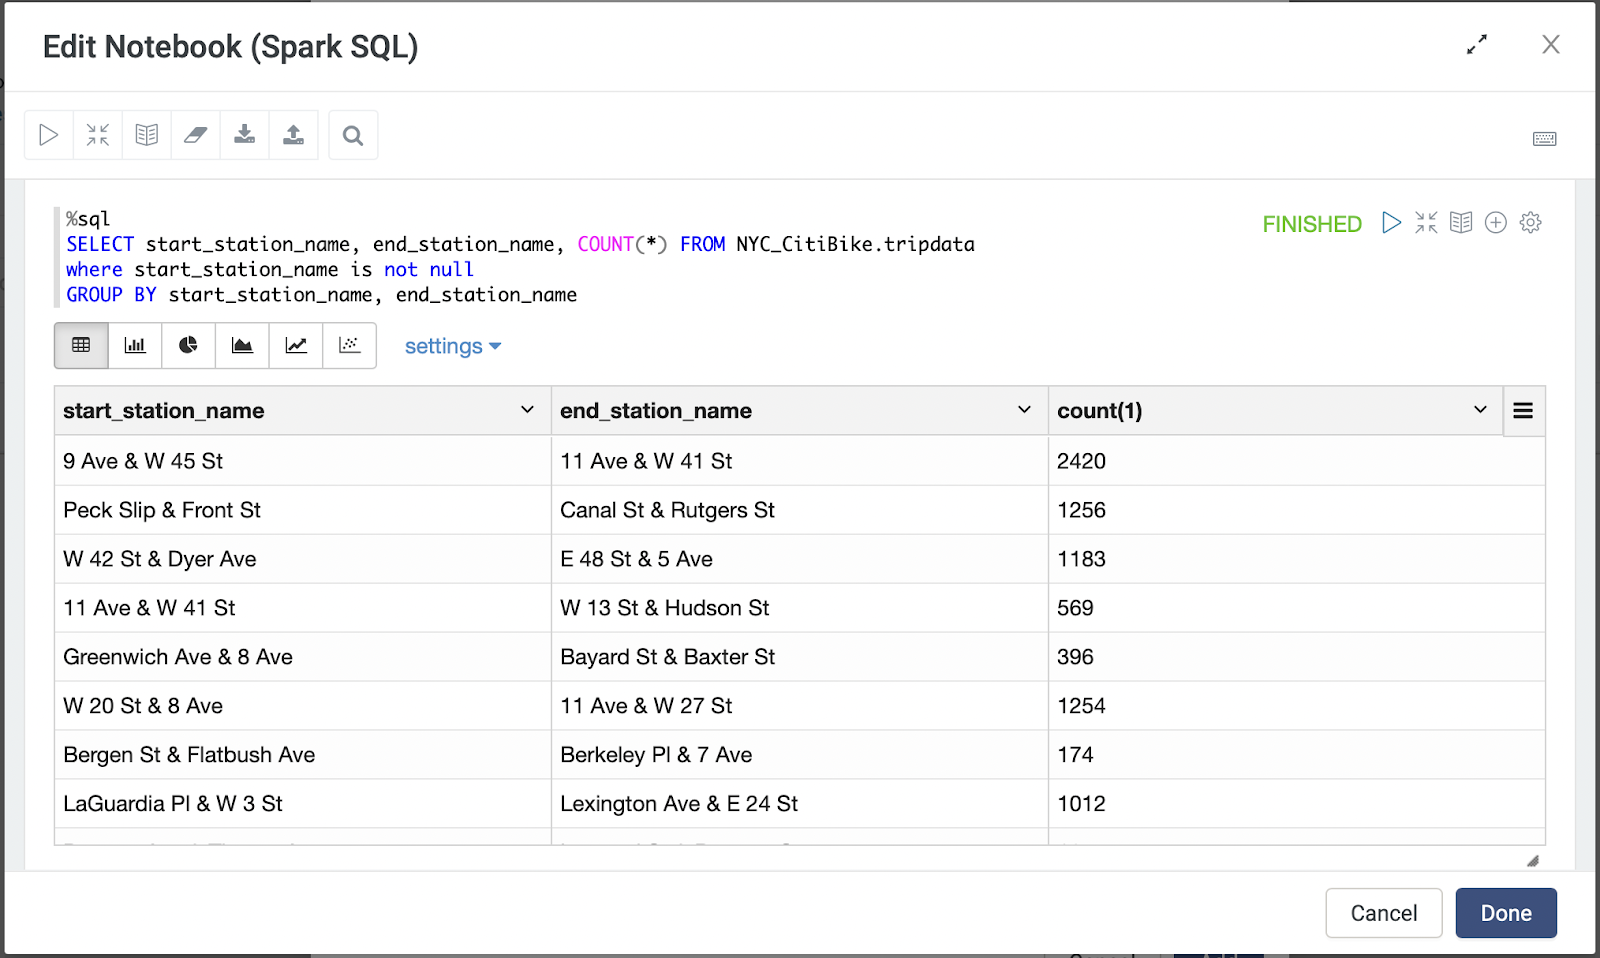 Edit Notebook (Spark SQL)
%sql
FINISHED
SELECT start_station_name, end_station_name, COUNT(*) FROM NYC_CitiBike.tripdata
where start_station_name is not null
GROUP BY start_station_name, end_station_name
settings
start_station_name end_station_name count(1)
9 Ave & W 45 St 11 Ave & W 41 St 2420
Peck Slip & Front St Canal St & Rutgers St 1256
W 42 St & Dyer Ave E 48 St & 5 Ave 1183
11 Ave & W 41 St W 13 St & Hudson St 569
Greenwich Ave & 8 Ave Bayard St & Baxter St 396
W 20 St & 8 Ave 11 Ave & W 27 St 1254
Bergen St & Flatbush Ave Berkeley Pl & 7 Ave 174
LaGuardia Pl & W 3 St Lexington Ave & E 24 St 1012
Cancel Done